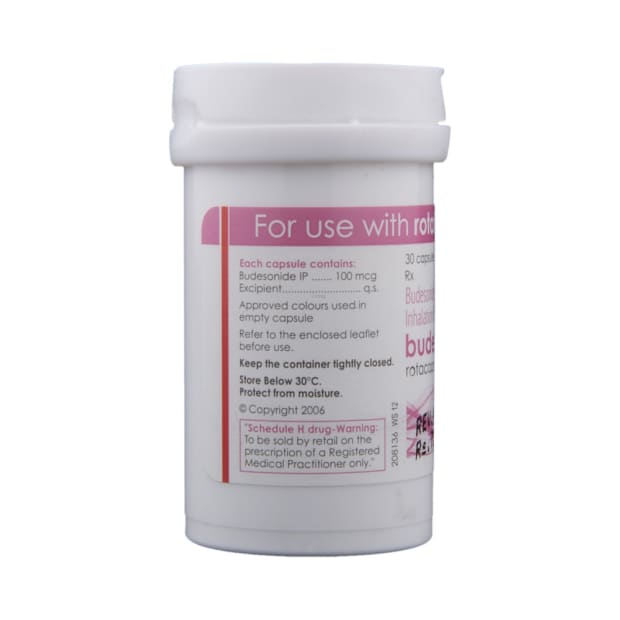 For use with rota
Each capsule contains:
Budesonide IP ....... 100 mcg
Excipient.......................... q.s.
Approved colours used in
empty capsule
Refer to the enclosed leaflet
before use.
Keep the container tightly closed.
Store Below 30°C.
Protect from moisture.
© Copyright 2006
"Schedule H drug-Warning:
To be sold by retail on the
prescription of a Registered
Medical Practitioner only."
208136 WS 12
30 capsule
Rx
Budeson
Inhalation
bude
rotacap